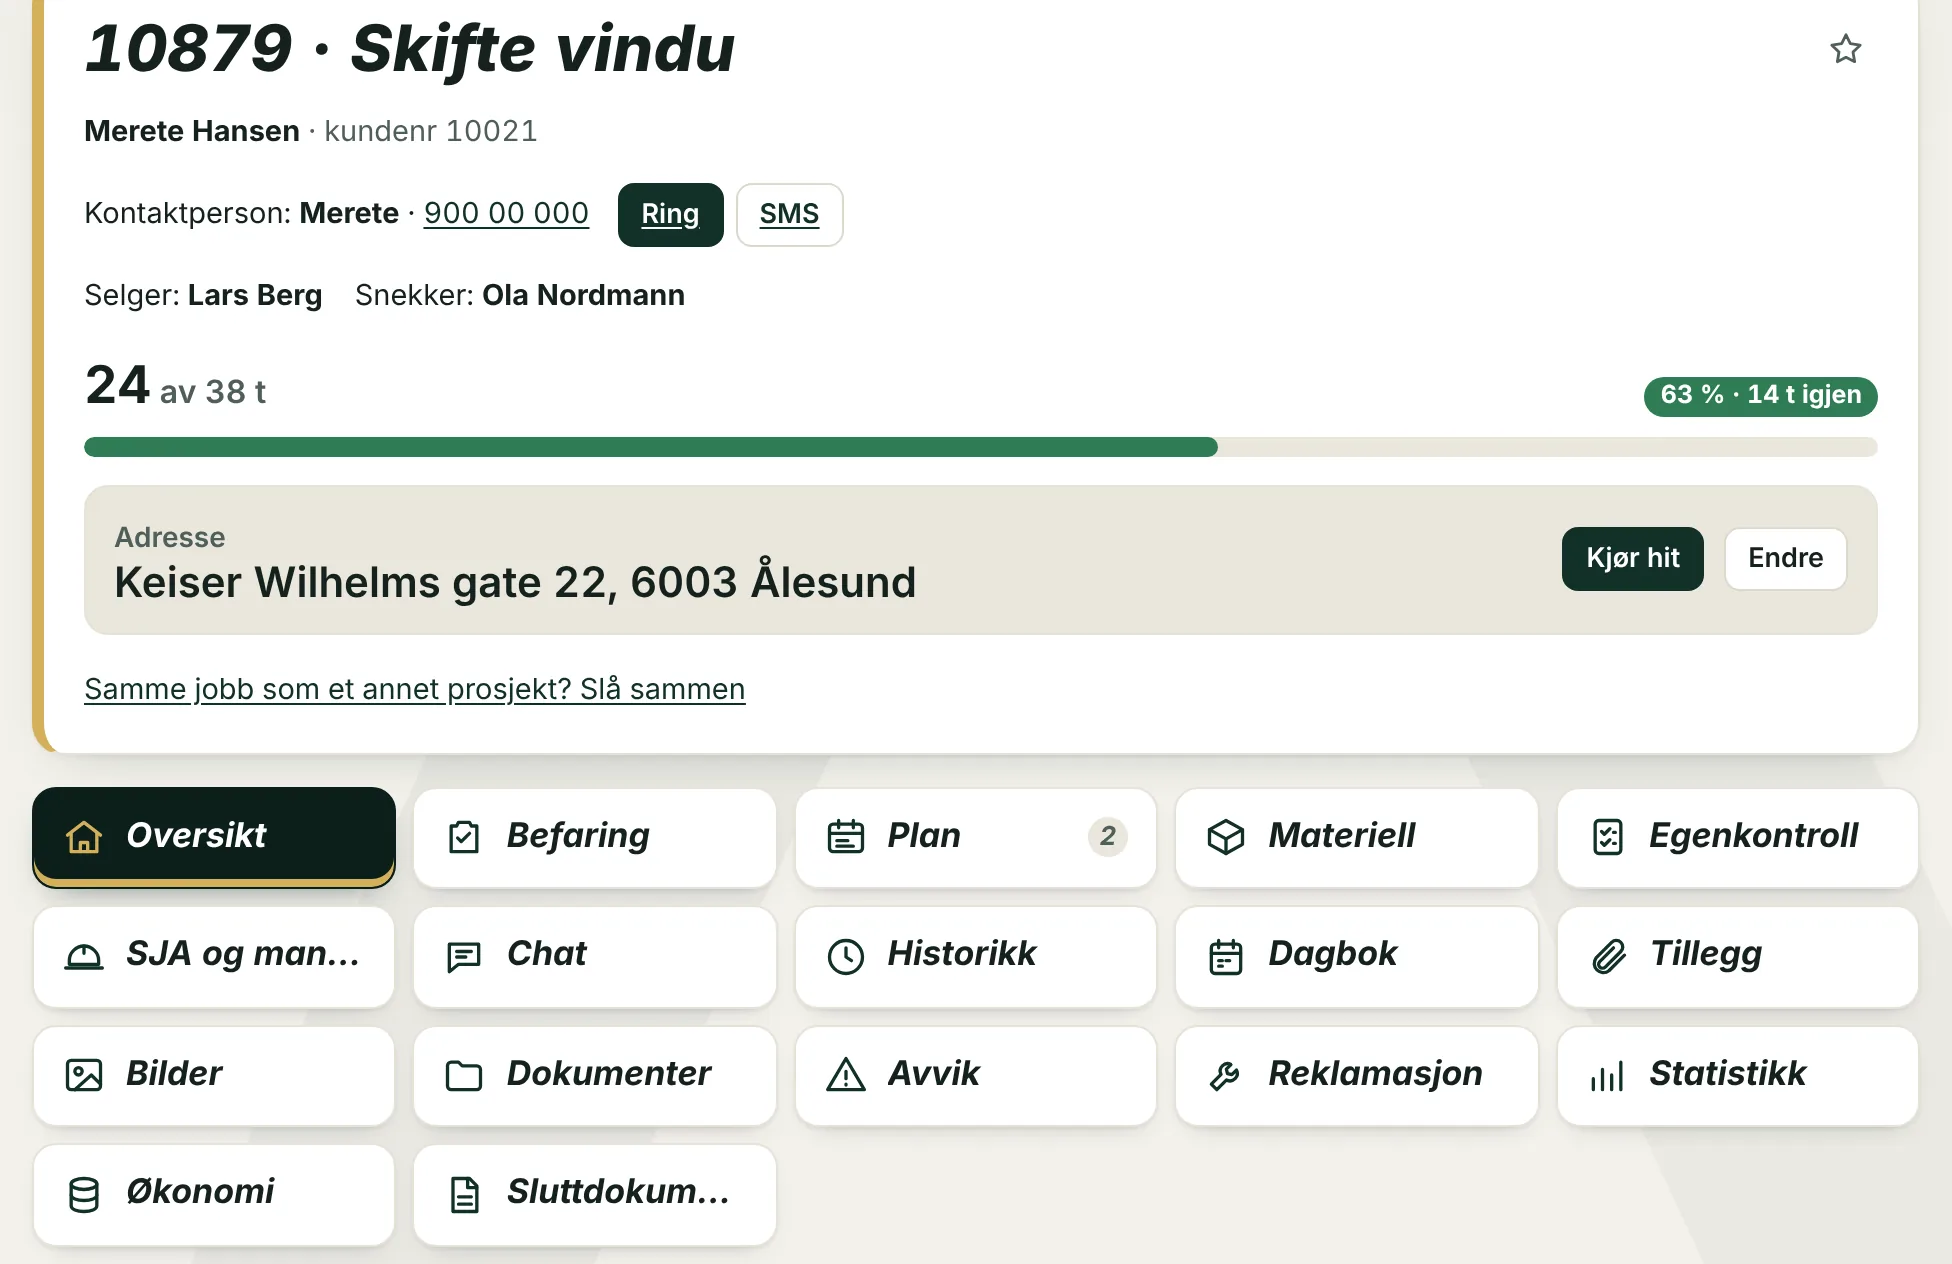 10879 · Skifte vindu
Merete Hansen · kundenr 10021
Kontaktperson: Merete · 900 00 000 Ring SMS
Selger: Lars Berg Snekker: Ola Nordmann
24 av 38 t
63 % · 14 t igjen
Adresse
Keiser Wilhelms gate 22, 6003 Ålesund
Kjør hit Endre
Samme jobb som et annet prosjekt? Slå sammen
Oversikt
Befaring
Plan 2
Materiell
Egenkontroll
SJA og man...
Chat
Historikk
Dagbok
Tillegg
Bilder
Dokumenter
Avvik
Reklamasjon
Statistikk
Økonomi
Sluttdokum...